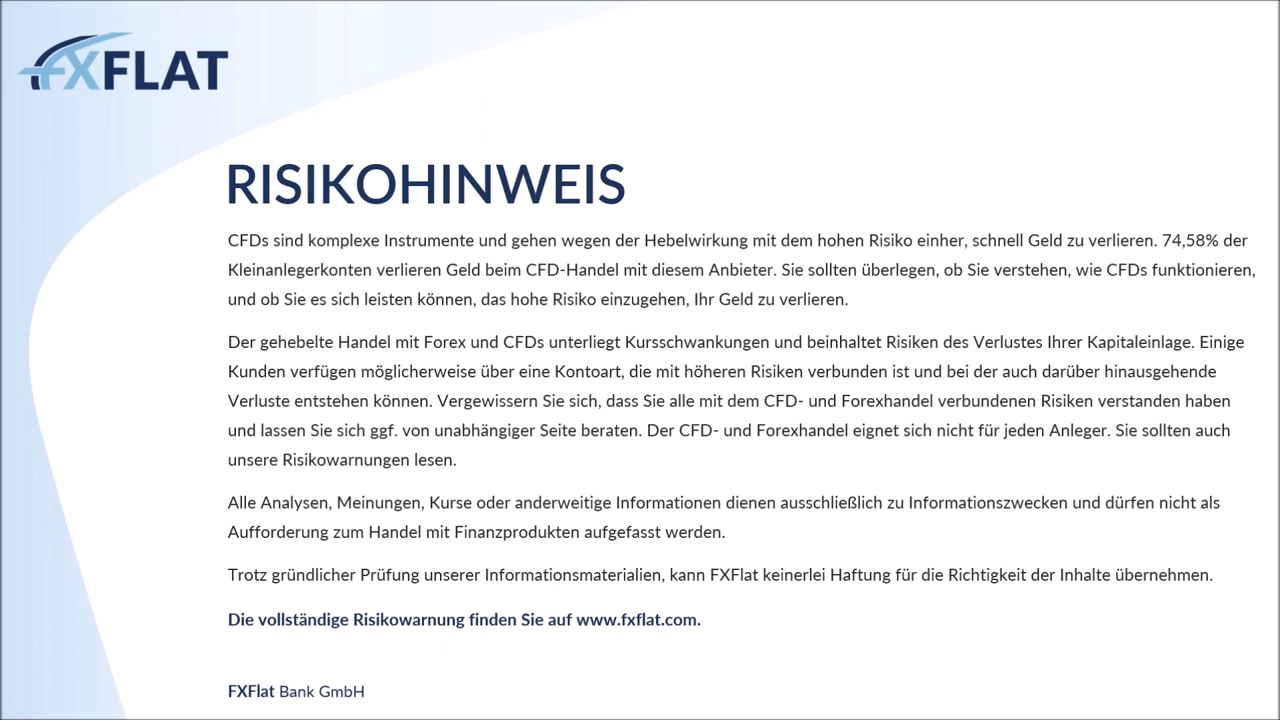 FXFLAT
RISIKOHINWEIS
CFDs sind komplexe Instrumente und gehen wegen der Hebelwirkung mit dem hohen Risiko einher, schnell Geld zu verlieren. 74,58% der
Kleinanlegerkonten verlieren Geld beim CFD-Handel mit diesem Anbieter. Sie sollten überlegen, ob Sie verstehen, wie CFDs funktionieren,
und ob Sie es sich leisten können, das hohe Risiko einzugehen, Ihr Geld zu verlieren.
Der gehebelte Handel mit Forex und CFDs unterliegt Kursschwankungen und beinhaltet Risiken des Verlustes Ihrer Kapitaleinlage. Einige
Kunden verfügen möglicherweise über eine Kontoart, die mit höheren Risiken verbunden ist und bei der auch darüber hinausgehende
Verluste entstehen können. Vergewissern Sie sich, dass Sie alle mit dem CFD- und Forexhandel verbundenen Risiken verstanden haben
und lassen Sie sich ggf. von unabhängiger Seite beraten. Der CFD- und Forexhandel eignet sich nicht für jeden Anleger. Sie sollten auch
unsere Risikowarnungen lesen.
Alle Analysen, Meinungen, Kurse oder anderweitige Informationen dienen ausschließlich zu Informationszwecken und dürfen nicht als
Aufforderung zum Handel mit Finanzprodukten aufgefasst werden.
Trotz gründlicher Prüfung unserer Informationsmaterialien, kann FXFlat keinerlei Haftung für die Richtigkeit der Inhalte übernehmen.
Die vollständige Risikowarnung finden Sie auf www.fxflat.com.
FXFlat Bank GmbH